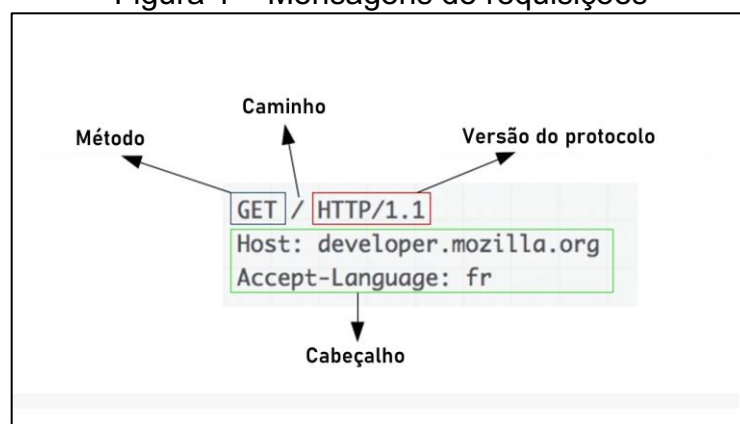 Figura 1 – Mensagens de requisições
Caminho
Método
Versão do protocolo
GET / HTTP/1.1
Host: developer.mozilla.org
Accept-Language: fr
Cabeçalho